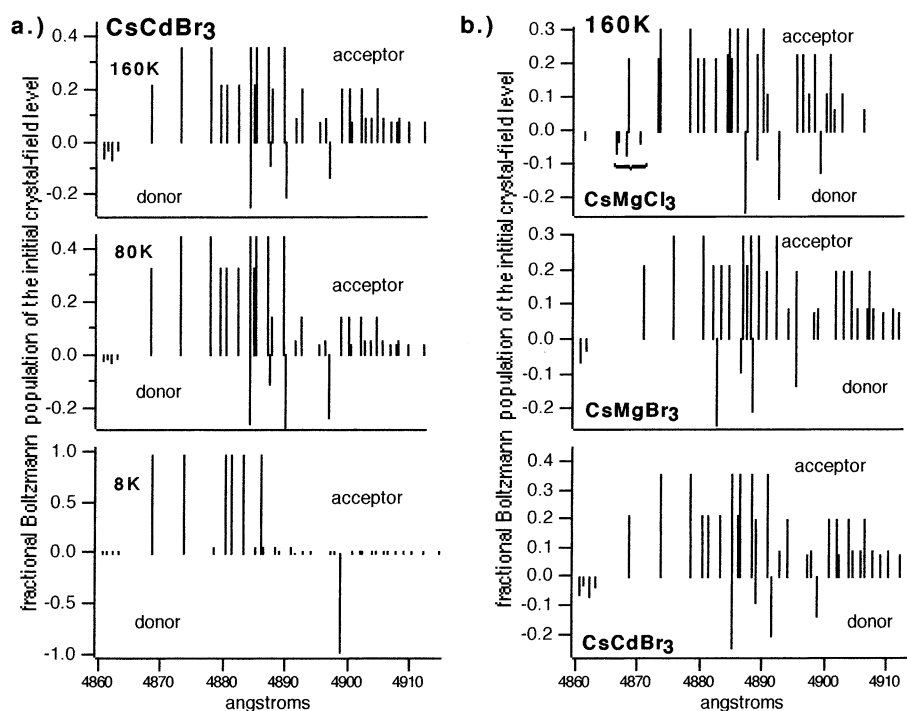 a.)
CsCdBr3
0.4
0.2
0.0
-0.2
160K
acceptor
donor
0.4
0.2
0.0
-0.2
80K
acceptor
donor
1.0
0.5
0.0
-0.5
-1.0
8K
acceptor
donor
fractional Boltzmann population of the intitial crystal-field level
4860
4870
4880
4890
4900
4910
angstroms
b.)
160K
0.3
0.2
0.1
0.3
0.0
-0.1
0.2
acceptor
donor
CsMgCl3
0.3
0.2
0.1
0.0
-0.1
-0.2
acceptor
donor
CsMgBr3
0.4
0.3
0.2
0.1
0.0
-0.1
-0.2
acceptor
donor
CsCdBr3
fractional Boltzmann population of the intitial crystal-field level
4860
4870
4880
4890
4900
4910
angstroms